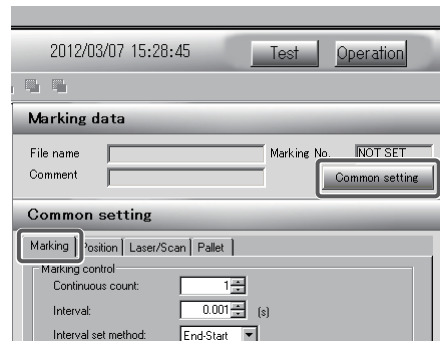 2012/03/07 15:28:45 Test Operation
Marking data
File name Marking No. NOT SET
Comment Common setting
Common setting
Marking Position Laser/Scan Pallet
Marking control
Continuous count: 1
Interval: 0.001 (s)
Interval set method: End-Start